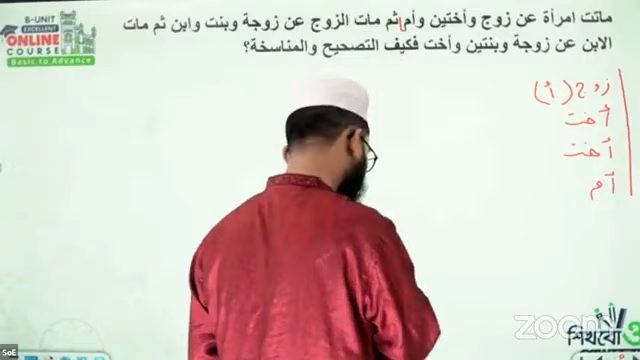 ماتت امرأة عن زوج وأختين وأم ثم مات الزوج عن زوجة وبنت وابن ثم مات
الابن عن زوجة وبنتين وأخت فكيف التصحيح والمناسخة؟
B-UNIT
EXCELLENT
ONLINE
COURSE
Basic to Advance
زوج (أ)
أخت
أخت
أم
শিখবো
zoom
SoE